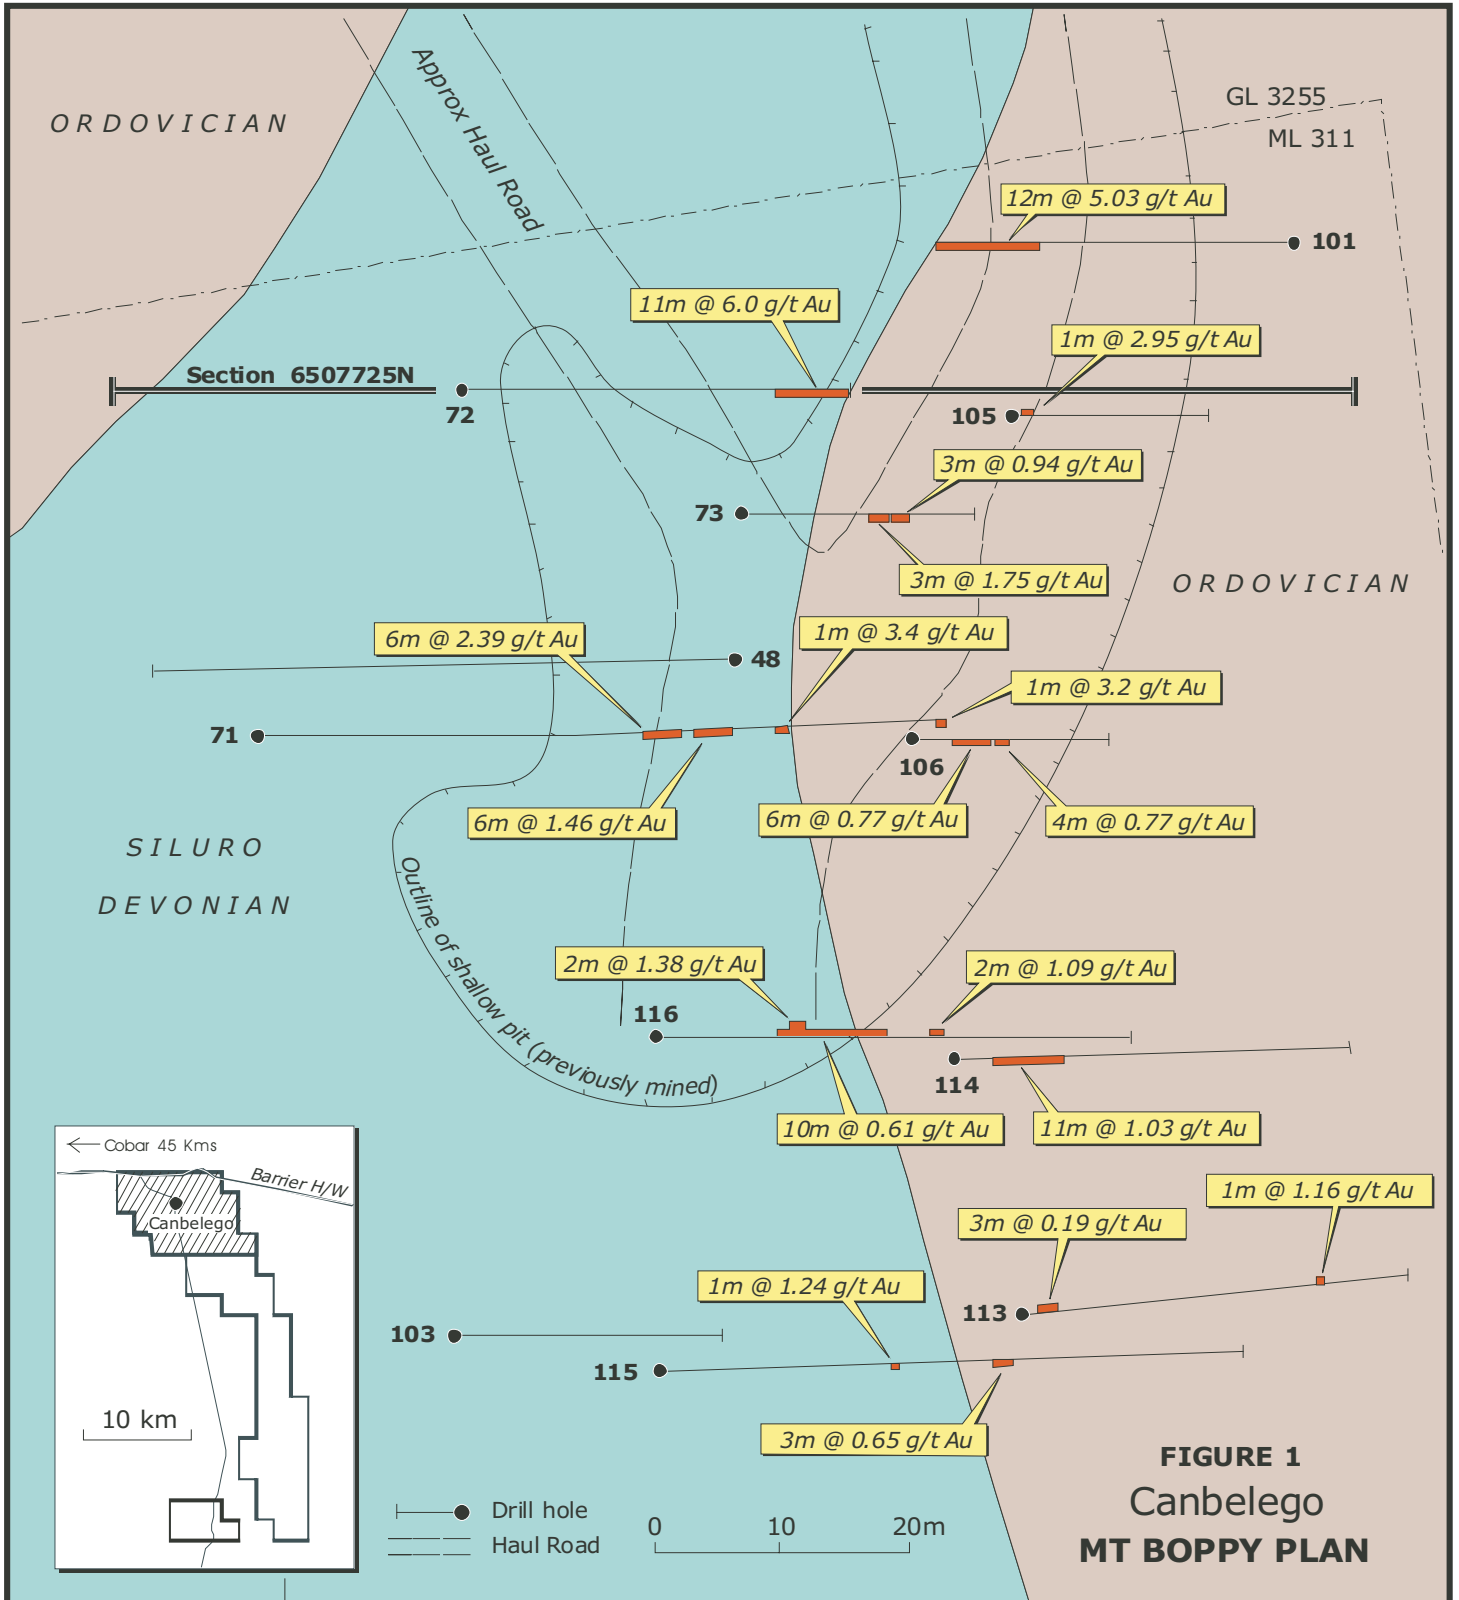 GL 3255
ORDOVICIAN
ML 311
Approx Haul Road
12m @ 5.03 g/t Au
101
11m @ 6.0 g/t Au
1m @ 2.95 g/t Au
Section 6507725N
72
105
3m @ 0.94 g/t Au
73
3m @ 1.75 g/t Au
ORDOVICIAN
6m @ 2.39 g/t Au
1m @ 3.4 g/t Au
48
1m @ 3.2 g/t Au
71
106
6m @ 1.46 g/t Au
6m @ 0.77 g/t Au
4m @ 0.77 g/t Au
SILURO
DEVONIAN
Outline of shallow pit (previously mined)
2m @ 1.38 g/t Au
2m @ 1.09 g/t Au
116
114
10m @ 0.61 g/t Au
11m @ 1.03 g/t Au
Cobar 45 Kms
Barrier H/W
Canbelego
10 km
1m @ 1.16 g/t Au
3m @ 0.19 g/t Au
1m @ 1.24 g/t Au
113
103
115
3m @ 0.65 g/t Au
FIGURE 1
Canbelego
MT BOPPY PLAN
Drill hole
Haul Road
0 10 20m